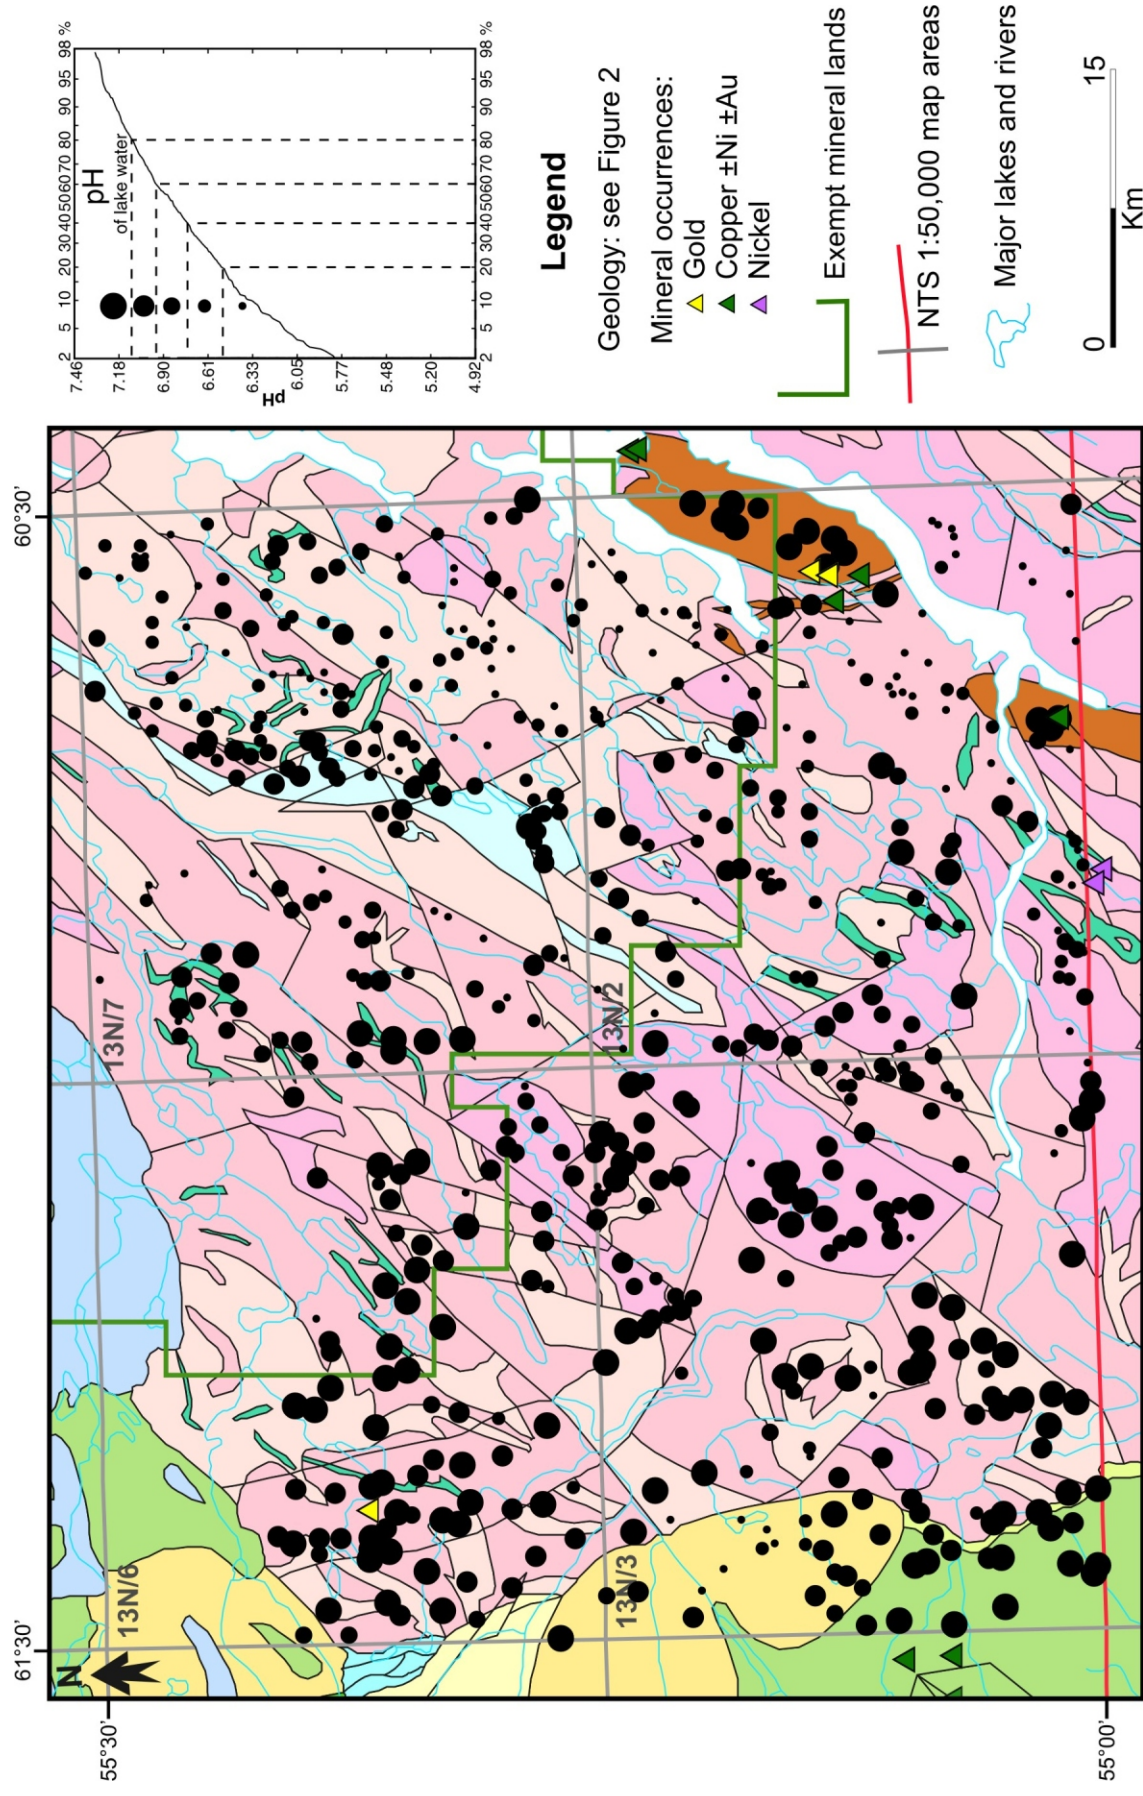 61°30'
60°30'
55°30'
55°00'
N
13N/6
13N/7
13N/3
13N/2
pH
of lake water
2 5 10 20 30 40 50 60 70 80 90 95 98 %
7.46
7.18
6.90
6.61
6.33
6.05
5.77
5.48
5.20
4.92
pH
2 5 10 20 30 40 50 60 70 80 90 95 98 %
Legend
Geology: see Figure 2
Mineral occurrences:
Gold
Copper ±Ni ±Au
Nickel
Exempt mineral lands
NTS 1:50,000 map areas
Major lakes and rivers
0 15
Km